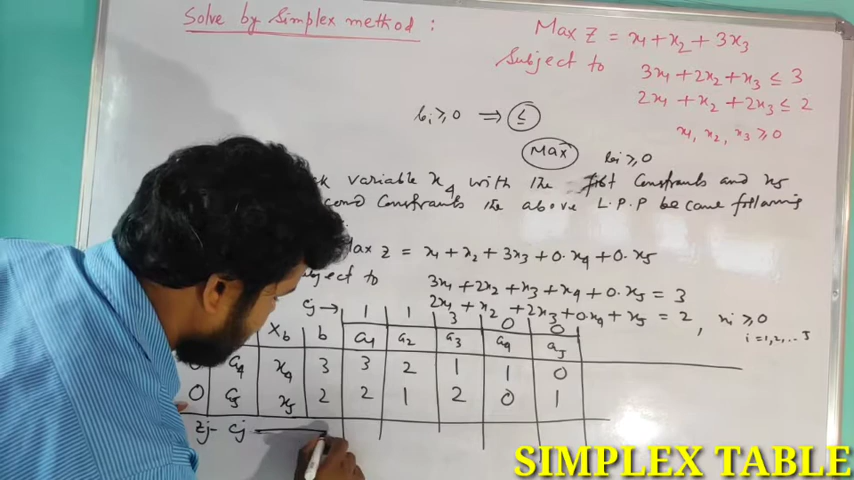 Solve by Simplex method :
Max Z = x1 + x2 + 3x3
Subject to
3x1 + 2x2 + x3 ≤ 3
2x1 + x2 + 2x3 ≤ 2
x1, x2, x3 ≥ 0
bi ≥ 0 ⟹ ≤
Max bi ≥ 0
variable x4 with the first Constraints and x5
Constraints the above L.P.P became following
Max z = x1 + x2 + 3x3 + 0·x4 + 0·x5
to
3x1 + 2x2 + x3 + x4 + 0·x5 = 3
2x1 + x2 + 2x3 + 0x4 + x5 = 2, xi ≥ 0
i = 1,2,...5
Cj → 1 1 3 0 0
Xb b a1 a2 a3 a4 a5
0 a4 x4 3 3 2 1 1 0
0 a5 x5 2 2 1 2 0 1
Zj - Cj
SIMPLEX TABLE